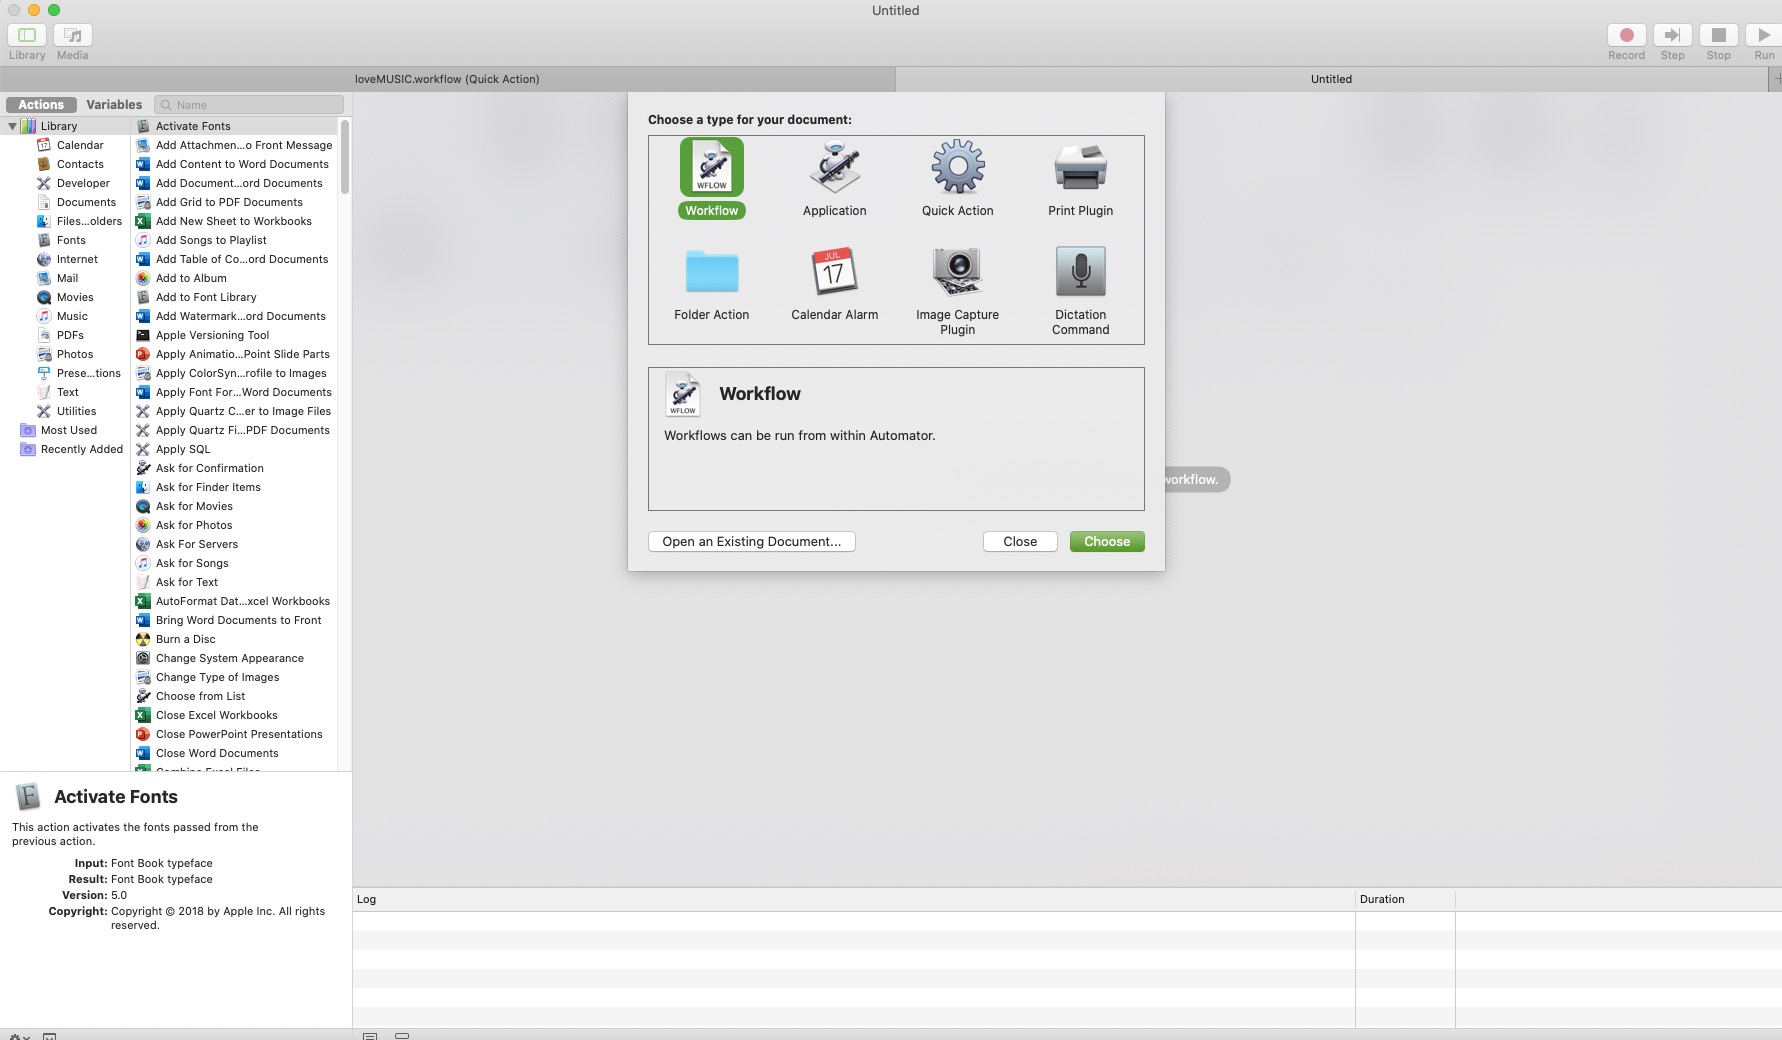 Untitled
Library
Media
Record
Step
Stop
Run
loveMUSIC.workflow (Quick Action)
Untitled
Actions
Variables
Name
Library
Calendar
Contacts
Developer
Documents
Files...olders
Fonts
Internet
Mail
Movies
Music
PDFs
Photos
Prese...tions
Text
Utilities
Most Used
Recently Added
Activate Fonts
Add Attachmen...o Front Message
Add Content to Word Documents
Add Document...ord Documents
Add Grid to PDF Documents
Add New Sheet to Workbooks
Add Songs to Playlist
Add Table of Co...ord Documents
Add to Album
Add to Font Library
Add Watermark...ord Documents
Apple Versioning Tool
Apply Animatio...Point Slide Parts
Apply ColorSyn...rofile to Images
Apply Font For...Word Documents
Apply Quartz C...er to Image Files
Apply Quartz Fi...PDF Documents
Apply SQL
Ask for Confirmation
Ask for Finder Items
Ask for Movies
Ask for Photos
Ask For Servers
Ask for Songs
Ask for Text
AutoFormat Dat...xcel Workbooks
Bring Word Documents to Front
Burn a Disc
Change System Appearance
Change Type of Images
Choose from List
Close Excel Workbooks
Close PowerPoint Presentations
Close Word Documents
Combine Excel Files
Activate Fonts
This action activates the fonts passed from the
previous action.
Input: Font Book typeface
Result: Font Book typeface
Version: 5.0
Copyright: Copyright © 2018 by Apple Inc. All rights
reserved.
Choose a type for your document:
WFLOW
Workflow
Application
Quick Action
Print Plugin
Folder Action
JUL
17
Calendar Alarm
Image Capture
Plugin
Dictation
Command
WFLOW
Workflow
Workflows can be run from within Automator.
workflow.
Open an Existing Document...
Close
Choose
Log
Duration